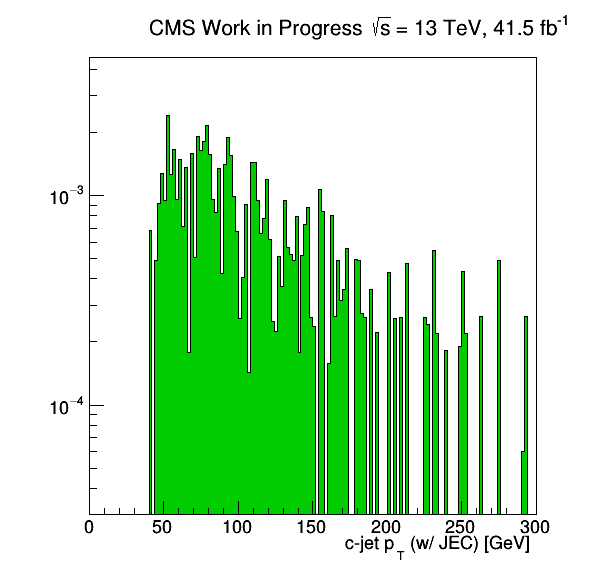 CMS Work in Progress √s = 13 TeV, 41.5 fb⁻¹
10⁻³
10⁻⁴
0 50 100 150 200 250 300
c-jet p_T (w/ JEC) [GeV]